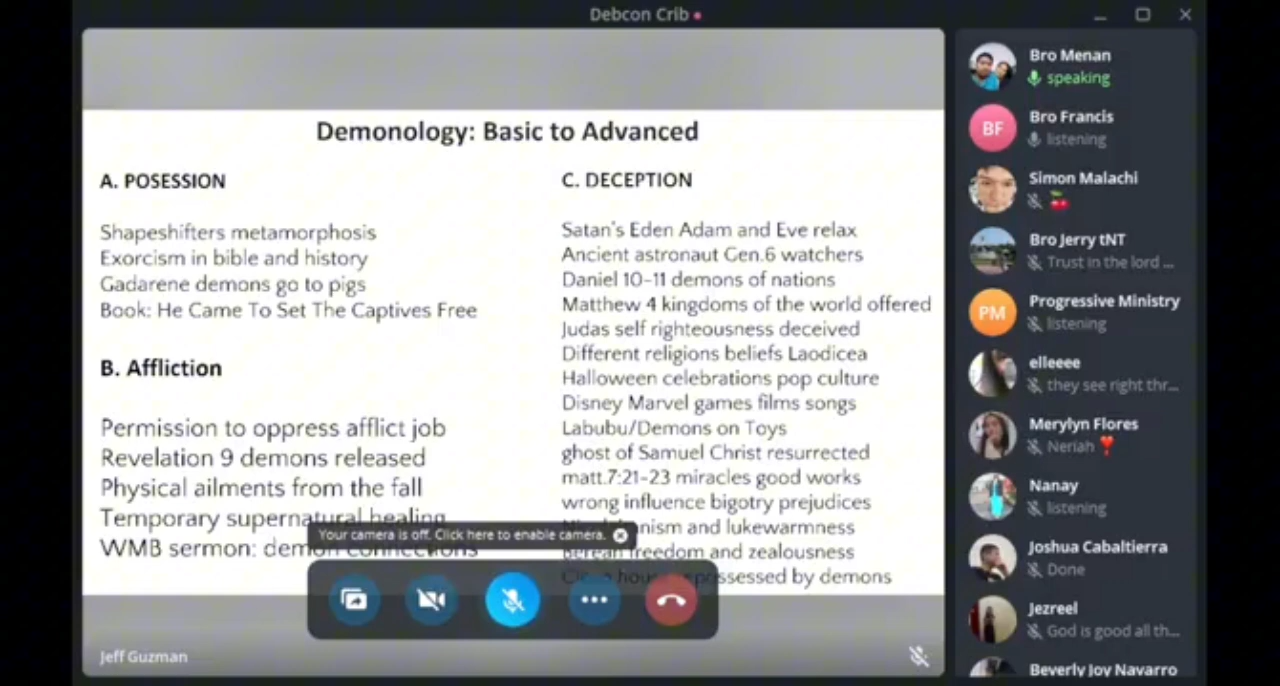 Debcon Crib
Demonology: Basic to Advanced
A. POSESSION
Shapeshifters metamorphosis
Exorcism in bible and history
Gadarene demons go to pigs
Book: He Came To Set The Captives Free
B. Affliction
Permission to oppress afflict job
Revelation 9 demons released
Physical ailments from the fall
Temporary supernatural healing
WMB sermon: demon connections
C. DECEPTION
Satan's Eden Adam and Eve relax
Ancient astronaut Gen.6 watchers
Daniel 10-11 demons of nations
Matthew 4 kingdoms of the world offered
Judas self righteousness deceived
Different religions beliefs Laodicea
Halloween celebrations pop culture
Disney Marvel games films songs
Labubu/Demons on Toys
ghost of Samuel Christ resurrected
matt.7:21-23 miracles good works
wrong influence bigotry prejudices
and lukewarmness
Berean freedom and zealousness
possessed by demons
Your camera is off. Click here to enable camera.
Jeff Guzman
Bro Menan
speaking
BF
Bro Francis
listening
Simon Malachi
Bro Jerry tNT
Trust in the lord ...
PM
Progressive Ministry
listening
elleeee
they see right thr...
Merylyn Flores
Neriah
Nanay
listening
Joshua Cabaltierra
Done
Jezreel
God is good all th...
Beverly Joy Navarro